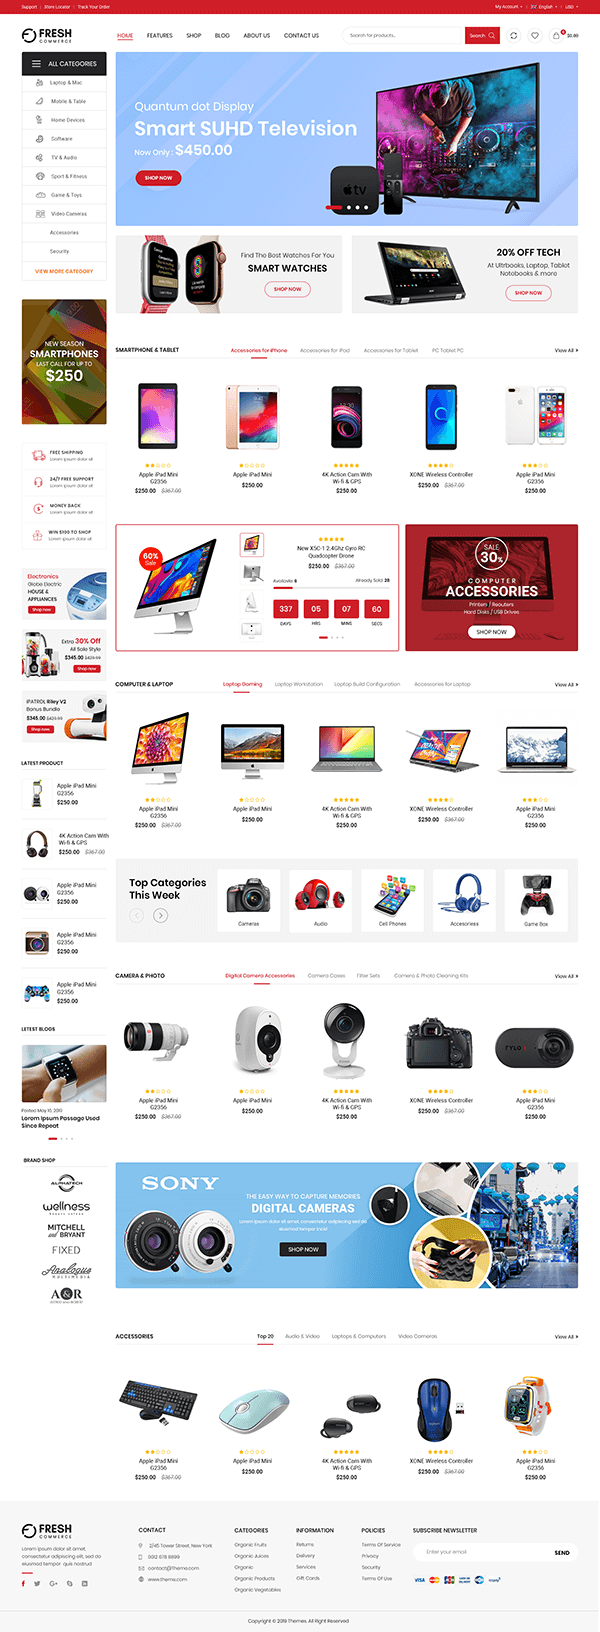 Support | Store Locator | Track Your Order
My Account English USD
FRESH
COMMERCE
HOME FEATURES SHOP BLOG ABOUT US CONTACT US
Search for products.. Search
$0.00
ALL CATEGORIES
Laptop & Mac
Mobile & Table
Home Devices
Software
TV & Audio
Sport & Fitness
Game & Toys
Video Cameras
Accessories
Security
VIEW MORE CATEGORY
Quantum dot Display
Smart SUHD Television
Now Only : $450.00
SHOP NOW
tv
Find The Best Watches For You
SMART WATCHES
SHOP NOW
20% OFF TECH
At Ultrbooks, Laptop, Tablet
Notebooks & more
SHOP NOW
NEW SEASON
SMARTPHONES
LAST CALL FOR UP TO
$250
FREE SHIPPING
Lorem ipsum dolor sit
24/7 FREE SUPPORT
Lorem ipsum dolor sit
MONEY BACK
Lorem ipsum dolor sit
WIN $100 TO SHOP
Lorem ipsum dolor sit
Electronics
Globe Electric
HOUSE &
APPLIANCES
Shop now
Extra 30% Off
All Sale Style
$345.00 $429.99
Shop now
iPATROL Riley V2
Bonus Bundle
$345.00 $429.99
Shop now
LATEST PRODUCT
Apple iPad Mini
G2356
$250.00
4K Action Cam With
Wi-fi & GPS
$250.00 $367.00
Apple iPad Mini
G2356
$250.00
Apple iPad Mini
G2356
$250.00
Apple iPad Mini
G2356
$250.00
LETEST BLOGS
Posted May 10, 2019
Lorem Ipsum Passage Used
Since Repeat
BRAND SHOP
ALPHATECH
wellness
MITCHELL
and BRYANT
FIXED
Analogue
MULTIMEDIA
A&R
SMARTPHONE & TABLET
Accessories for iPhone Accessories for iPod Accessories for Tablet PC Tablet PC
View All
Apple iPad Mini
G2356
$250.00 $367.00
Apple iPad Mini
$250.00
4K Action Cam With
Wi-fi & GPS
$250.00
XONE Wireless Controller
$250.00 $367.00
Apple iPad Mini
G2356
$250.00
60%
Sale
New X5C-1 2.4Ghz Gyro RC
Quadcopter Drone
$250.00 $367.00
Available: 6 Already Sold: 28
337 05 07 60
DAYS HRS MINS SECS
SALE
30%
COMPUTER
ACCESSORIES
Printers / Reouters
Hard Disks / USB Drives
SHOP NOW
COMPUTER & LAPTOP
Laptop Gaming Laptop Workstation Laptop Build Configuration Accessories for Laptop
View All
Apple iPad Mini
G2356
$250.00 $367.00
Apple iPad Mini
$250.00
4K Action Cam With
Wi-fi & GPS
$250.00
XONE Wireless Controller
$250.00 $367.00
Apple iPad Mini
G2356
$250.00
Top Categories
This Week
Cameras
Audio
Cell Phones
Accesoriess
Game Box
CAMERA & PHOTO
Digital Camera Accessories Camera Cases Filter Sets Camera & Photo Cleaning Kits
View All
Apple iPad Mini
G2356
$250.00 $367.00
Apple iPad Mini
$250.00
4K Action Cam With
Wi-fi & GPS
$250.00
XONE Wireless Controller
$250.00 $367.00
Apple iPad Mini
G2356
$250.00
SONY
THE EASY WAY TO CAPTURE MEMORIES
DIGITAL CAMERAS
Lorem ipsum dolor sit amet, consectetur adipiscing sed do
eiusmod tempor incid
SHOP NOW
ACCESSORIES
Top 20 Audio & Video Laptops & Computers Video Cameras
View All
Apple iPad Mini
G2356
$250.00 $367.00
Apple iPad Mini
$250.00
4K Action Cam With
Wi-fi & GPS
$250.00
XONE Wireless Controller
$250.00 $367.00
Apple iPad Mini
G2356
$250.00
FRESH
COMMERCE
Lorem ipsum dolor sit amet,
consectetur adipiscing elit, sed do
eiusmod tempor quis nostrud
CONTACT
12/45 Tower Street, New York
0912 678 8899
contact@Theme.com
www.theme.com
CATEGORIES
Organic Fruits
Organic Juices
Organic
Organic Products
Organic Vegetables
INFORMATION
Returns
Delivery
Services
Gift Cards
POLICIES
Terms Of Service
Privacy
Security
Terms Of Use
SUBSCRIBE NEWSLETTER
Enter your email SEND
VISA
Copyright © 2019 Themes. All Right Reserved